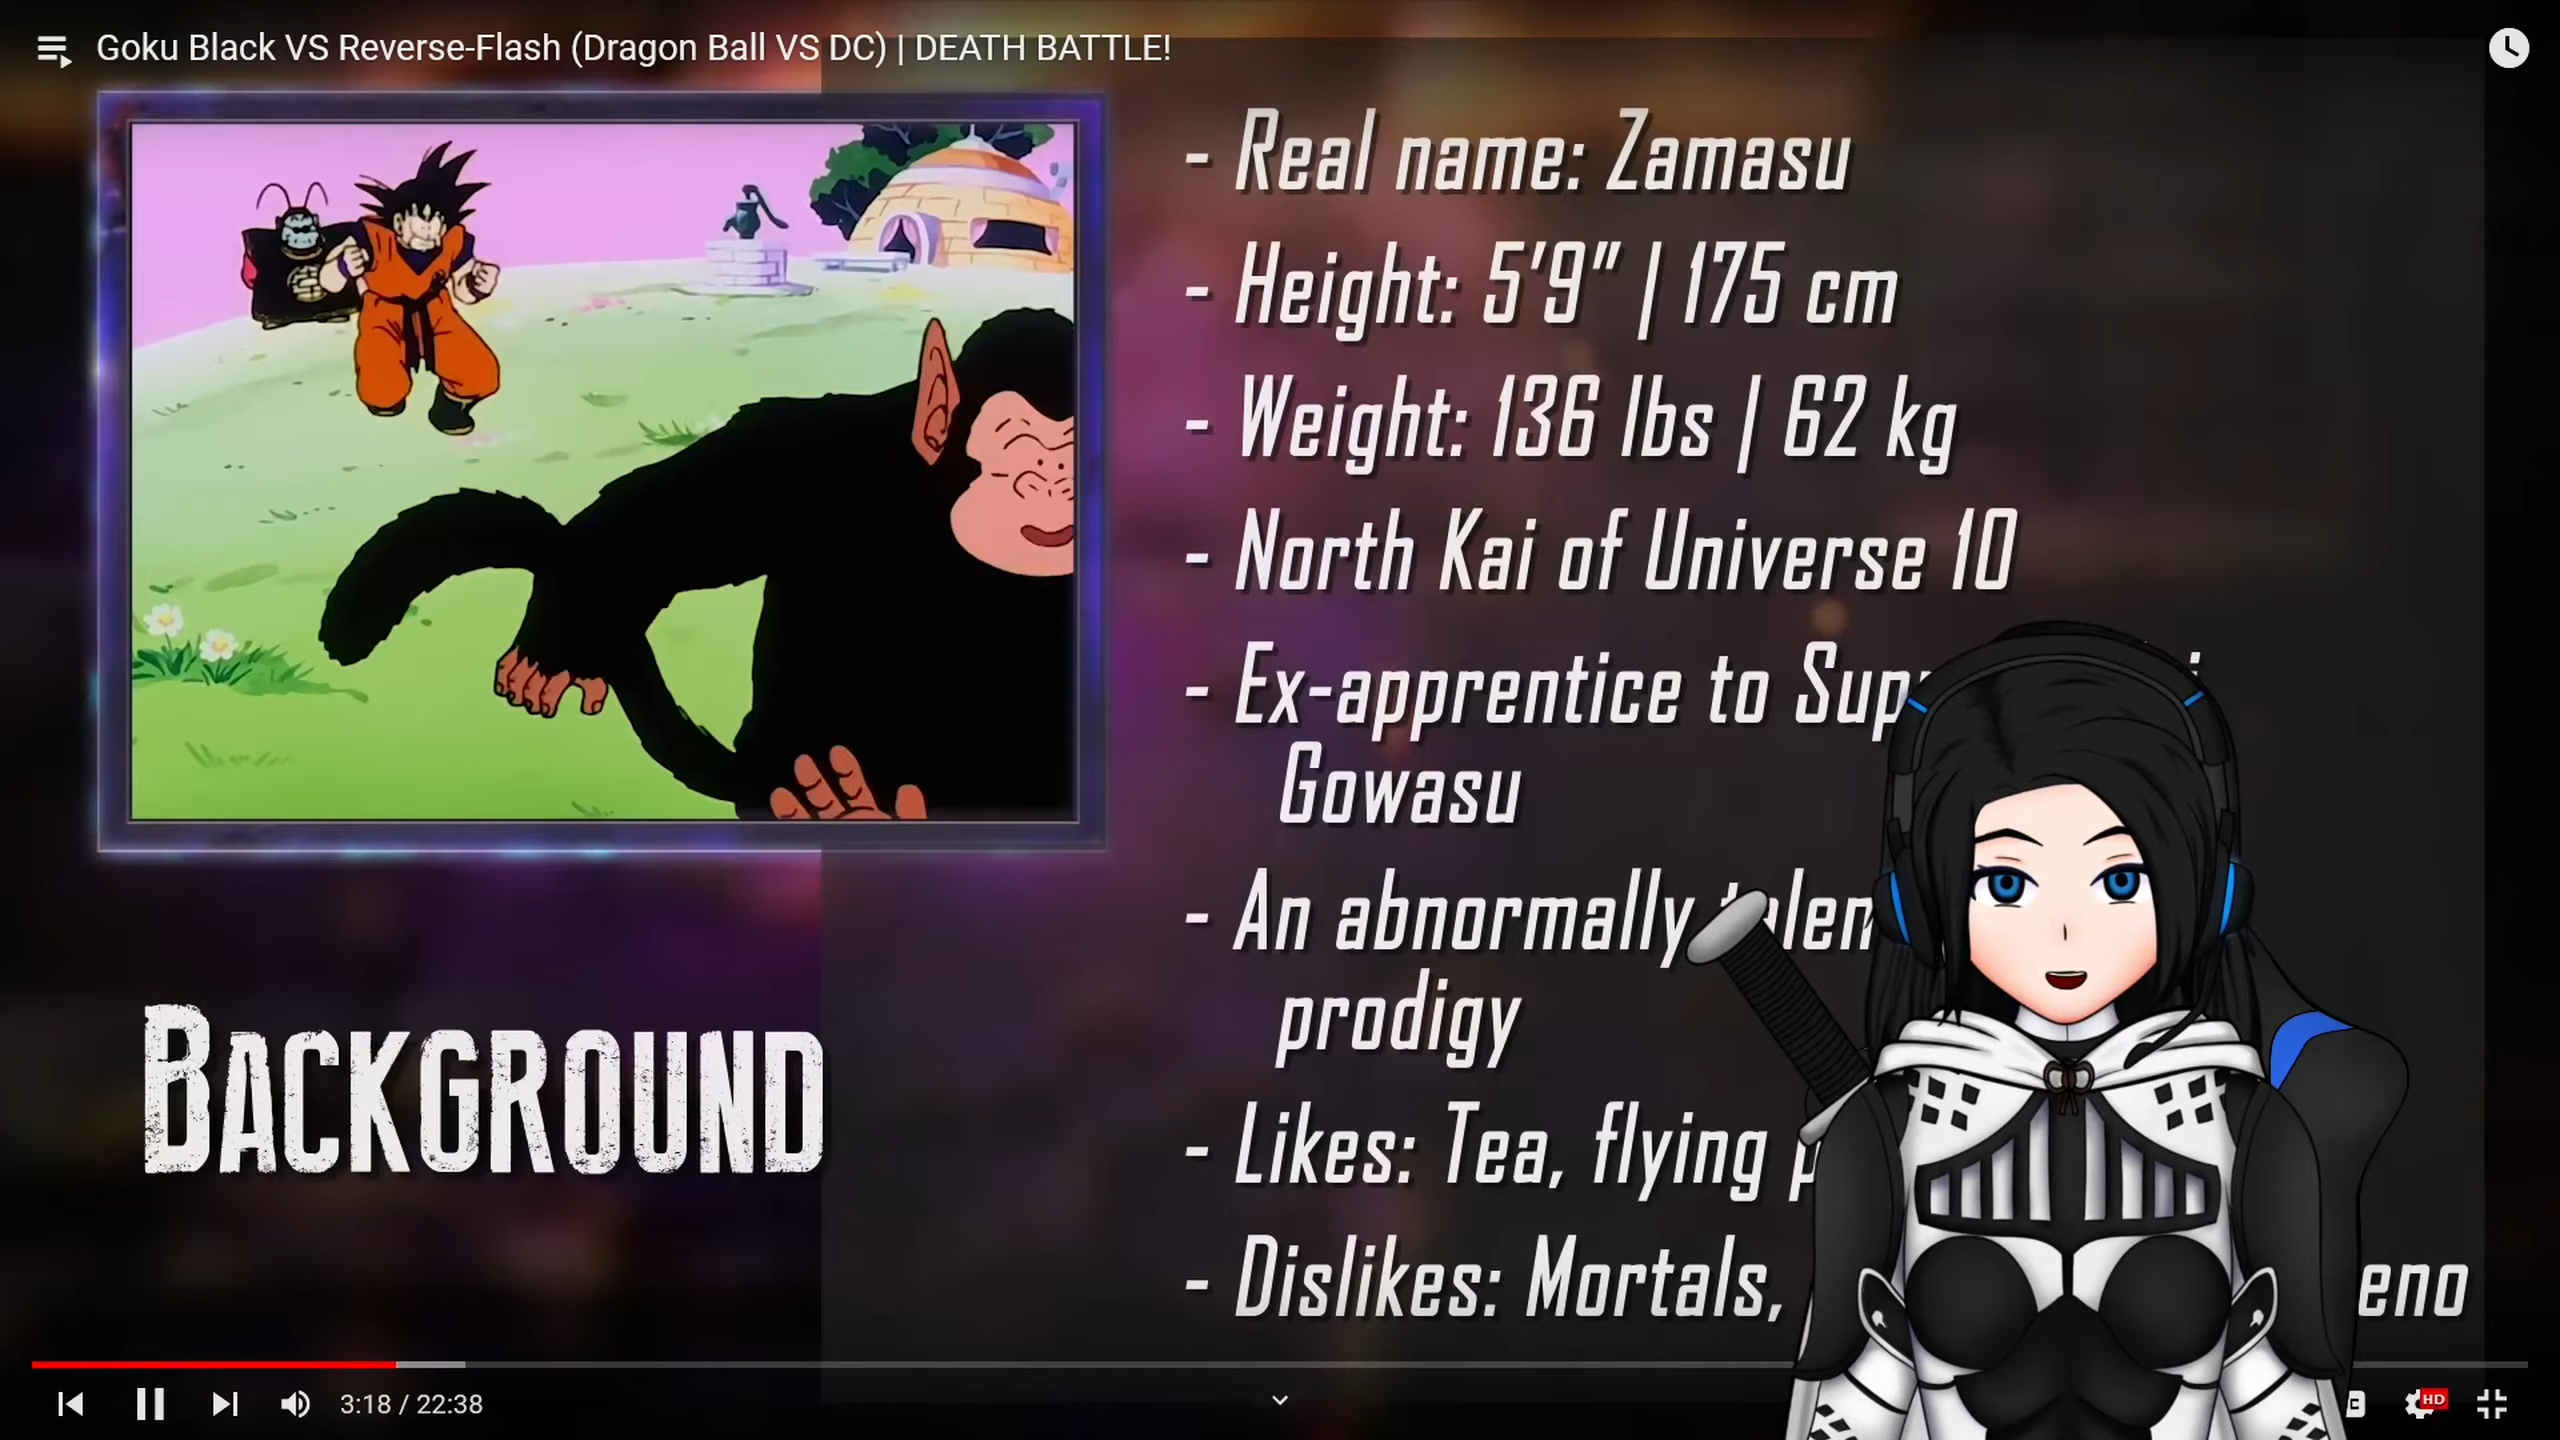 Goku Black VS Reverse-Flash (Dragon Ball VS DC) | DEATH BATTLE!
- Real name: Zamasu
- Height: 5'9" | 175 cm
- Weight: 136 lbs | 62 kg
- North Kai of Universe 10
- Ex-apprentice to
Gowasu
- An abnormally
prodigy
- Likes: Tea, flying
- Dislikes: Mortals,
BACKGROUND
3:18 / 22:38
HD